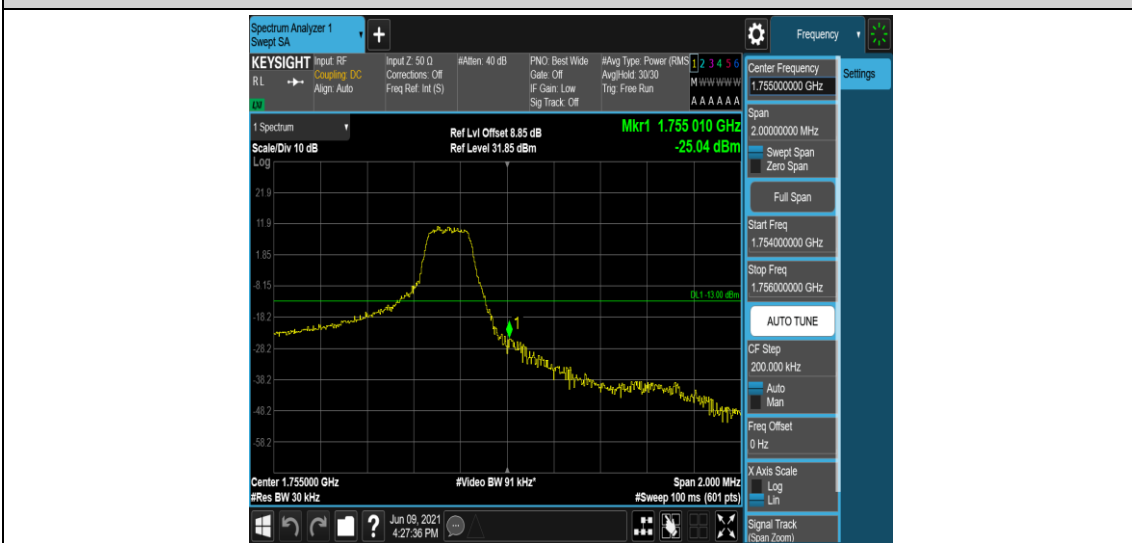 Spectrum Analyzer 1
Swept SA
+
Frequency
KEYSIGHT
RL
LXI
Input: RF
Coupling: DC
Align: Auto
Input Z: 50 Ω
Corrections: Off
Freq Ref: Int (S)
#Atten: 40 dB
PNO: Best Wide
Gate: Off
IF Gain: Low
Sig Track: Off
#Avg Type: Power (RMS
Avg|Hold: 30/30
Trig: Free Run
1 2 3 4 5 6
M W W W W W
A A A A A A
1 Spectrum
Scale/Div 10 dB
Log
Ref Lvl Offset 8.85 dB
Ref Level 31.85 dBm
Mkr1 1.755 010 GHz
-25.04 dBm
21.9
11.9
1.85
-8.15
-18.2
-28.2
-38.2
-48.2
-58.2
DL1 -13.00 dBm
1
Center 1.755000 GHz
#Res BW 30 kHz
#Video BW 91 kHz*
Span 2.000 MHz
#Sweep 100 ms (601 pts)
Center Frequency
1.755000000 GHz
Settings
Span
2.00000000 MHz
Swept Span
Zero Span
Full Span
Start Freq
1.754000000 GHz
Stop Freq
1.756000000 GHz
AUTO TUNE
CF Step
200.000 kHz
Auto
Man
Freq Offset
0 Hz
X Axis Scale
Log
Lin
Signal Track
(Span Zoom)
?
Jun 09, 2021
4:27:36 PM